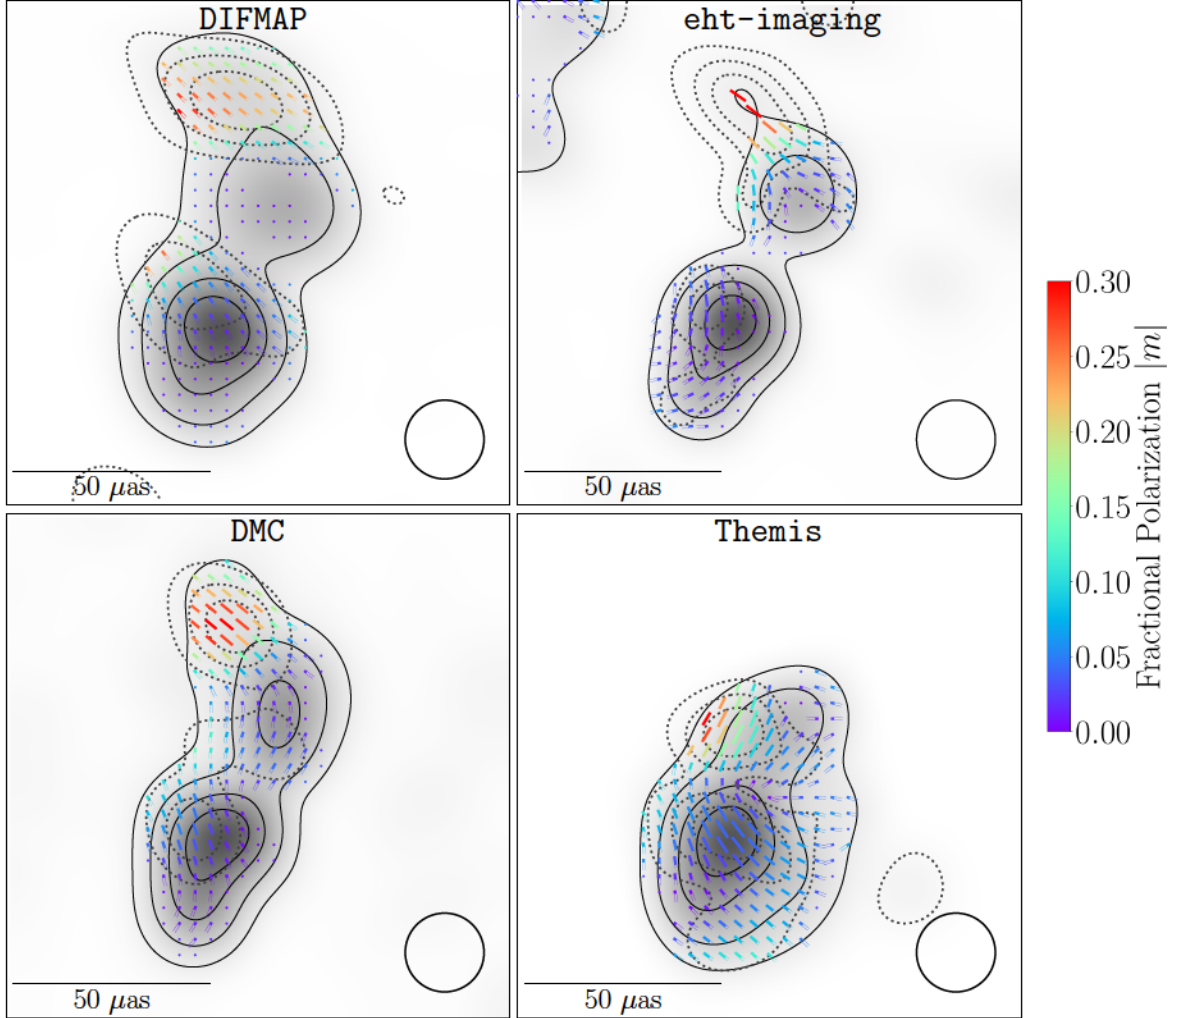 DIFMAP
eht-imaging
50 μas
50 μas
DMC
Themis
50 μas
50 μas
0.30
0.25
0.20
0.15
0.10
0.05
0.00
Fractional Polarization |m|